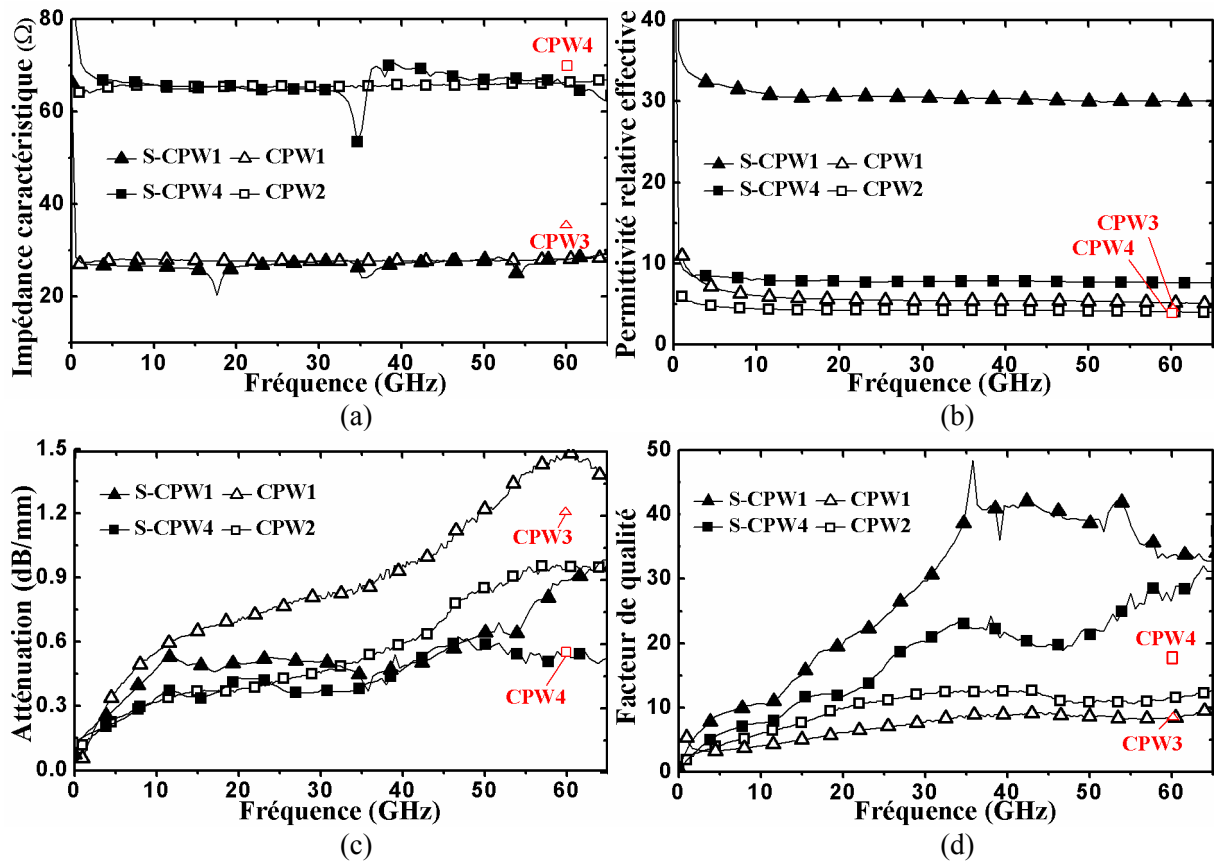 Impédance caractéristique (Ω)
80
60
40
20
CPW4
S-CPW1 CPW1
S-CPW4 CPW2
CPW3
0 10 20 30 40 50 60
Fréquence (GHz)
(a)
Permittivité relative effective
40
30
20
10
0
S-CPW1 CPW1
S-CPW4 CPW2
CPW3
CPW4
0 10 20 30 40 50 60
Fréquence (GHz)
(b)
Atténuation (dB/mm)
1.5
1.2
0.9
0.6
0.3
0.0
S-CPW1 CPW1
S-CPW4 CPW2
CPW3
CPW4
0 10 20 30 40 50 60
Fréquence (GHz)
(c)
Facteur de qualité
50
40
30
20
10
0
S-CPW1 CPW1
S-CPW4 CPW2
CPW4
CPW3
0 10 20 30 40 50 60
Fréquence (GHz)
(d)